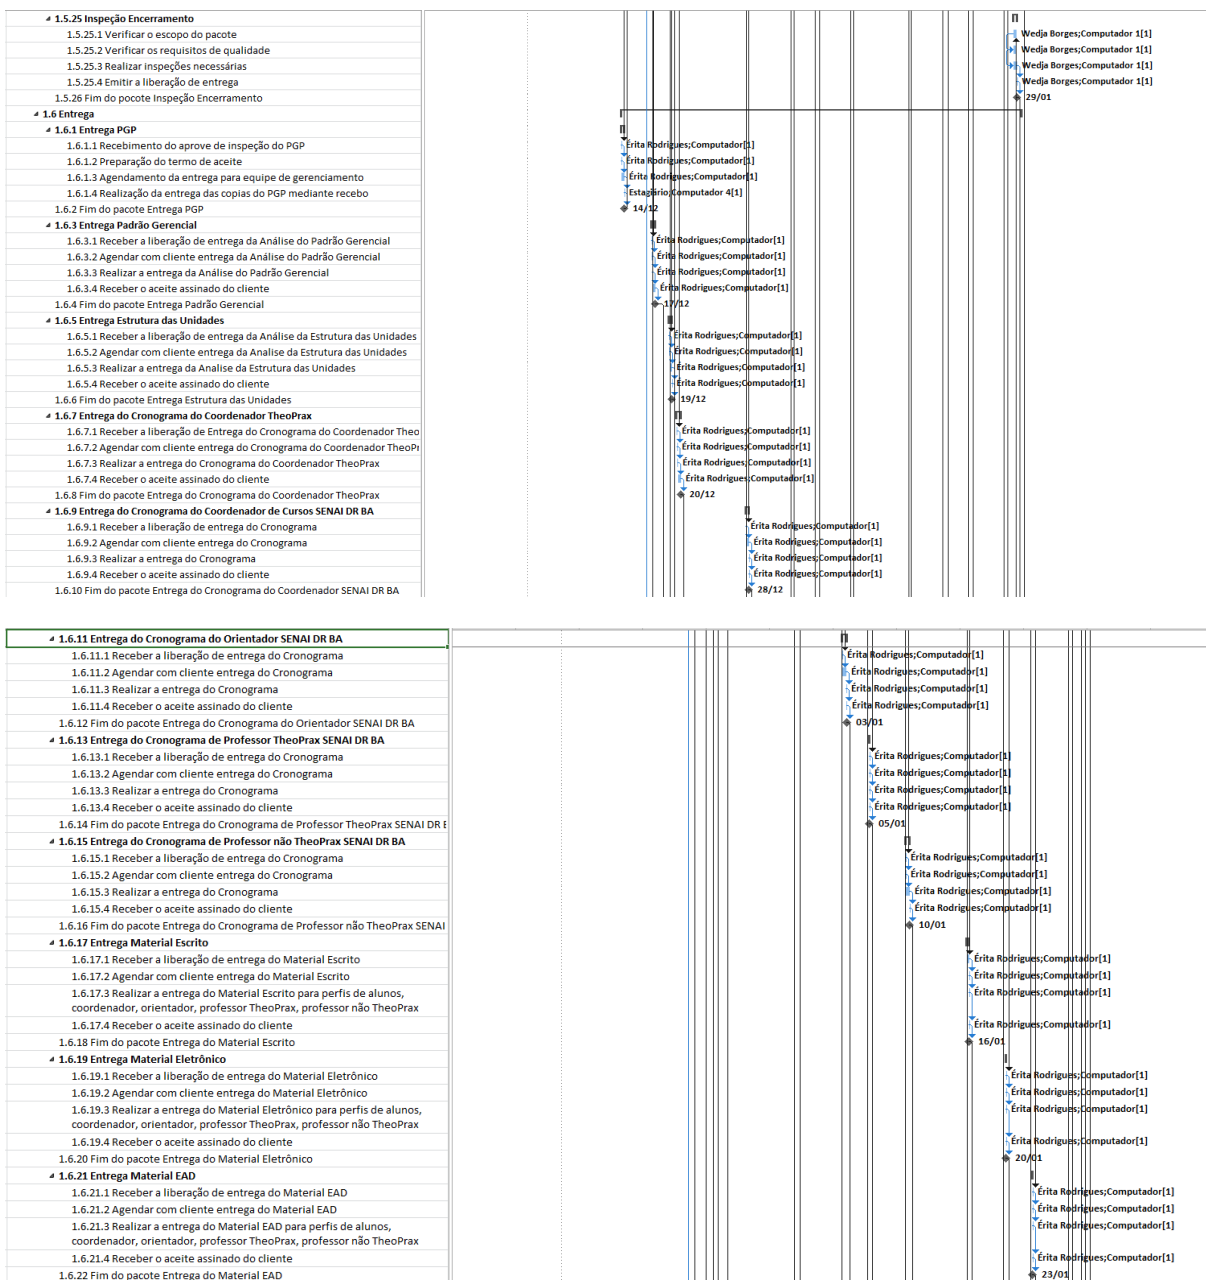 1.5.25 Inspeção Encerramento
1.5.25.1 Verificar o escopo do pacote Wedja Borges;Computador 1[1]
1.5.25.2 Verificar os requisitos de qualidade Wedja Borges;Computador 1[1]
1.5.25.3 Realizar inspeções necessárias Wedja Borges;Computador 1[1]
1.5.25.4 Emitir a liberação de entrega Wedja Borges;Computador 1[1]
1.5.26 Fim do pocote Inspeção Encerramento 29/01
1.6 Entrega
1.6.1 Entrega PGP
1.6.1.1 Recebimento do aprove de inspeção do PGP Érita Rodrigues;Computador[1]
1.6.1.2 Preparação do termo de aceite Érita Rodrigues;Computador[1]
1.6.1.3 Agendamento da entrega para equipe de gerenciamento Érita Rodrigues;Computador[1]
1.6.1.4 Realização da entrega das copias do PGP mediante recebo Estagiário;Computador 4[1]
1.6.2 Fim do pacote Entrega PGP 14/12
1.6.3 Entrega Padrão Gerencial
1.6.3.1 Receber a liberação de entrega da Análise do Padrão Gerencial Érita Rodrigues;Computador[1]
1.6.3.2 Agendar com cliente entrega da Análise do Padrão Gerencial Érita Rodrigues;Computador[1]
1.6.3.3 Realizar a entrega da Análise do Padrão Gerencial Érita Rodrigues;Computador[1]
1.6.3.4 Receber o aceite assinado do cliente Érita Rodrigues;Computador[1]
1.6.4 Fim do pacote Entrega Padrão Gerencial 17/12
1.6.5 Entrega Estrutura das Unidades
1.6.5.1 Receber a liberação de entrega da Análise da Estrutura das Unidades Érita Rodrigues;Computador[1]
1.6.5.2 Agendar com cliente entrega da Analise da Estrutura das Unidades Érita Rodrigues;Computador[1]
1.6.5.3 Realizar a entrega da Analise da Estrutura das Unidades Érita Rodrigues;Computador[1]
1.6.5.4 Receber o aceite assinado do cliente Érita Rodrigues;Computador[1]
1.6.6 Fim do pacote Entrega Estrutura das Unidades 19/12
1.6.7 Entrega do Cronograma do Coordenador TheoPrax
1.6.7.1 Receber a liberação de Entrega do Cronograma do Coordenador Theo Érita Rodrigues;Computador[1]
1.6.7.2 Agendar com cliente entrega do Cronograma do Coordenador TheoPr Érita Rodrigues;Computador[1]
1.6.7.3 Realizar a entrega do Cronograma do Coordenador TheoPrax Érita Rodrigues;Computador[1]
1.6.7.4 Receber o aceite assinado do cliente Érita Rodrigues;Computador[1]
1.6.8 Fim do pacote Entrega do Cronograma do Coordenador TheoPrax 20/12
1.6.9 Entrega do Cronograma do Coordenador de Cursos SENAI DR BA
1.6.9.1 Receber a liberação de entrega do Cronograma Érita Rodrigues;Computador[1]
1.6.9.2 Agendar com cliente entrega do Cronograma Érita Rodrigues;Computador[1]
1.6.9.3 Realizar a entrega do Cronograma Érita Rodrigues;Computador[1]
1.6.9.4 Receber o aceite assinado do cliente Érita Rodrigues;Computador[1]
1.6.10 Fim do pacote Entrega do Cronograma do Coordenador SENAI DR BA 28/12
1.6.11 Entrega do Cronograma do Orientador SENAI DR BA
1.6.11.1 Receber a liberação de entrega do Cronograma Érita Rodrigues;Computador[1]
1.6.11.2 Agendar com cliente entrega do Cronograma Érita Rodrigues;Computador[1]
1.6.11.3 Realizar a entrega do Cronograma Érita Rodrigues;Computador[1]
1.6.11.4 Receber o aceite assinado do cliente Érita Rodrigues;Computador[1]
1.6.12 Fim do pacote Entrega do Cronograma do Orientador SENAI DR BA 03/01
1.6.13 Entrega do Cronograma de Professor TheoPrax SENAI DR BA
1.6.13.1 Receber a liberação de entrega do Cronograma Érita Rodrigues;Computador[1]
1.6.13.2 Agendar com cliente entrega do Cronograma Érita Rodrigues;Computador[1]
1.6.13.3 Realizar a entrega do Cronograma Érita Rodrigues;Computador[1]
1.6.13.4 Receber o aceite assinado do cliente Érita Rodrigues;Computador[1]
1.6.14 Fim do pacote Entrega do Cronograma de Professor TheoPrax SENAI DR 05/01
1.6.15 Entrega do Cronograma de Professor não TheoPrax SENAI DR BA
1.6.15.1 Receber a liberação de entrega do Cronograma Érita Rodrigues;Computador[1]
1.6.15.2 Agendar com cliente entrega do Cronograma Érita Rodrigues;Computador[1]
1.6.15.3 Realizar a entrega do Cronograma Érita Rodrigues;Computador[1]
1.6.15.4 Receber o aceite assinado do cliente Érita Rodrigues;Computador[1]
1.6.16 Fim do pacote Entrega do Cronograma de Professor não TheoPrax SENAI 10/01
1.6.17 Entrega Material Escrito
1.6.17.1 Receber a liberação de entrega do Material Escrito Érita Rodrigues;Computador[1]
1.6.17.2 Agendar com cliente entrega do Material Escrito Érita Rodrigues;Computador[1]
1.6.17.3 Realizar a entrega do Material Escrito para perfis de alunos, Érita Rodrigues;Computador[1]
coordenador, orientador, professor TheoPrax, professor não TheoPrax
1.6.17.4 Receber o aceite assinado do cliente Érita Rodrigues;Computador[1]
1.6.18 Fim do pacote Entrega do Material Escrito 16/01
1.6.19 Entrega Material Eletrônico
1.6.19.1 Receber a liberação de entrega do Material Eletrônico Érita Rodrigues;Computador[1]
1.6.19.2 Agendar com cliente entrega do Material Eletrônico Érita Rodrigues;Computador[1]
1.6.19.3 Realizar a entrega do Material Eletrônico para perfis de alunos, Érita Rodrigues;Computador[1]
coordenador, orientador, professor TheoPrax, professor não TheoPrax
1.6.19.4 Receber o aceite assinado do cliente Érita Rodrigues;Computador[1]
1.6.20 Fim do pacote Entrega do Material Eletrônico 20/01
1.6.21 Entrega Material EAD
1.6.21.1 Receber a liberação de entrega do Material EAD Érita Rodrigues;Computador[1]
1.6.21.2 Agendar com cliente entrega do Material EAD Érita Rodrigues;Computador[1]
1.6.21.3 Realizar a entrega do Material EAD para perfis de alunos, Érita Rodrigues;Computador[1]
coordenador, orientador, professor TheoPrax, professor não TheoPrax
1.6.21.4 Receber o aceite assinado do cliente Érita Rodrigues;Computador[1]
1.6.22 Fim do pacote Entrega do Material EAD 23/01